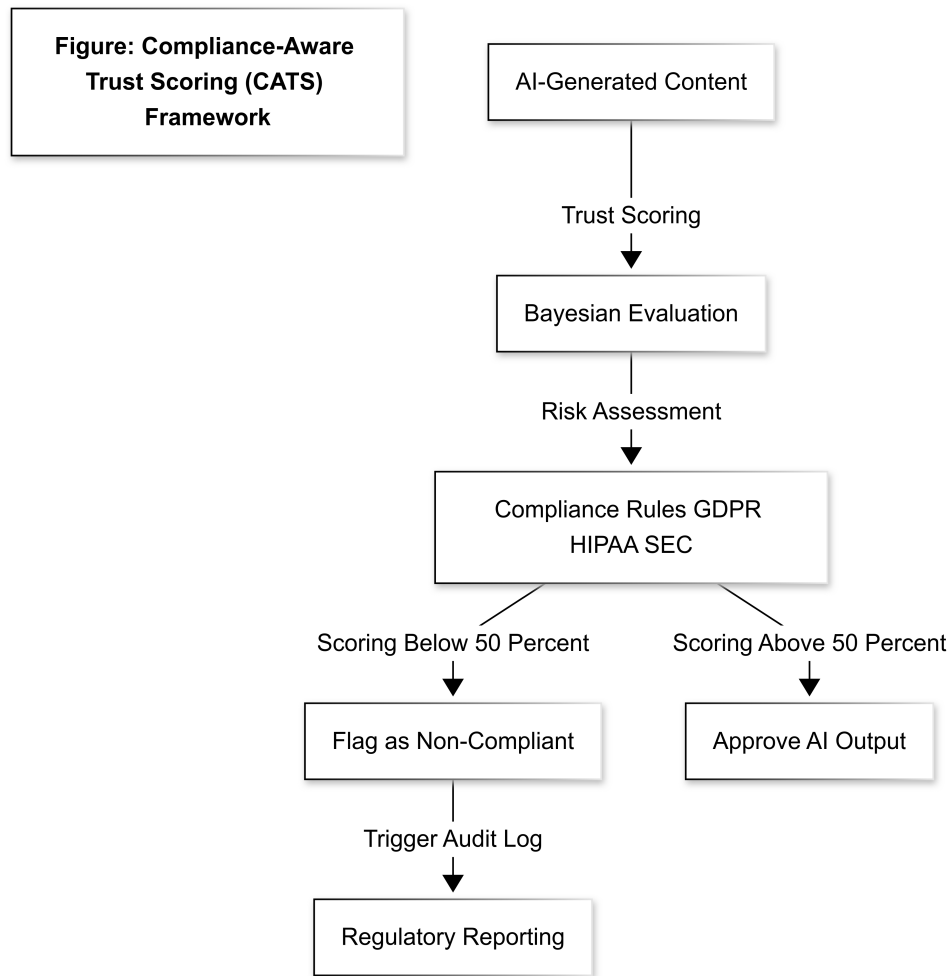 Figure: Compliance-Aware
Trust Scoring (CATS)
Framework
AI-Generated Content
Trust Scoring
Bayesian Evaluation
Risk Assessment
Compliance Rules GDPR
HIPAA SEC
Scoring Below 50 Percent
Scoring Above 50 Percent
Flag as Non-Compliant
Approve AI Output
Trigger Audit Log
Regulatory Reporting